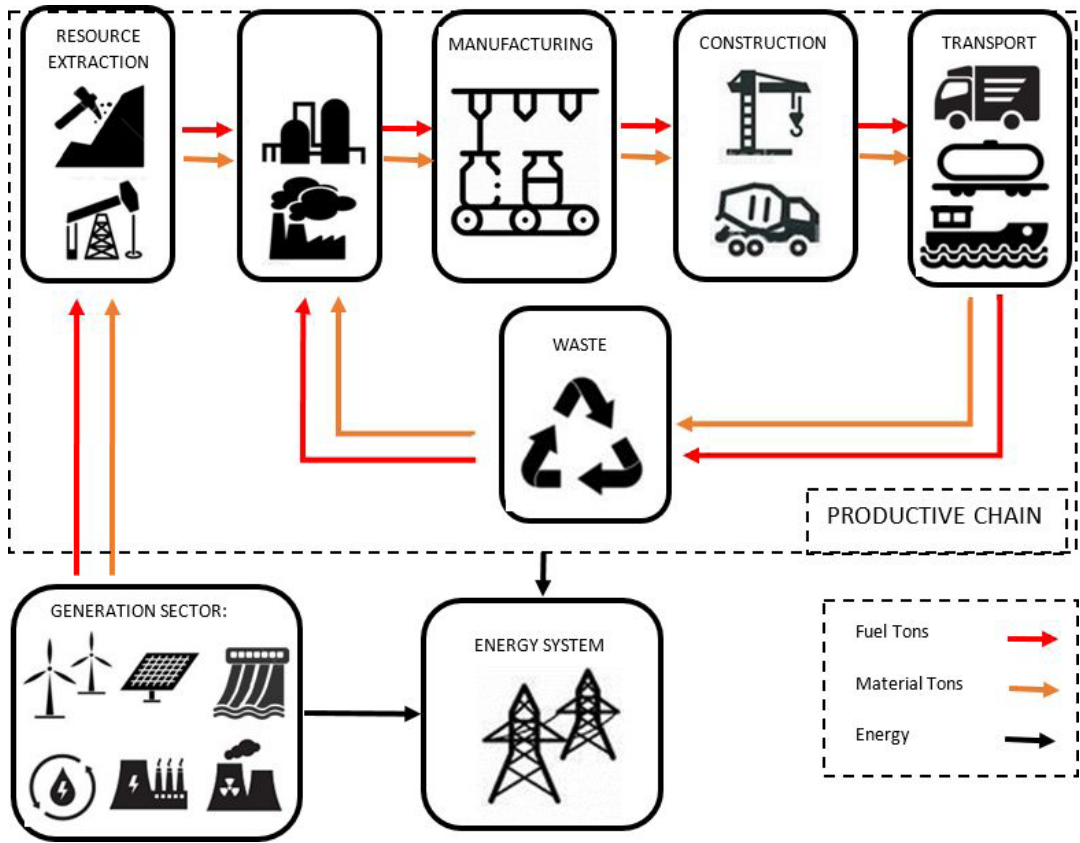 RESOURCE
EXTRACTION
MANUFACTURING
CONSTRUCTION
TRANSPORT
WASTE
PRODUCTIVE CHAIN
GENERATION SECTOR:
ENERGY SYSTEM
Fuel Tons
Material Tons
Energy